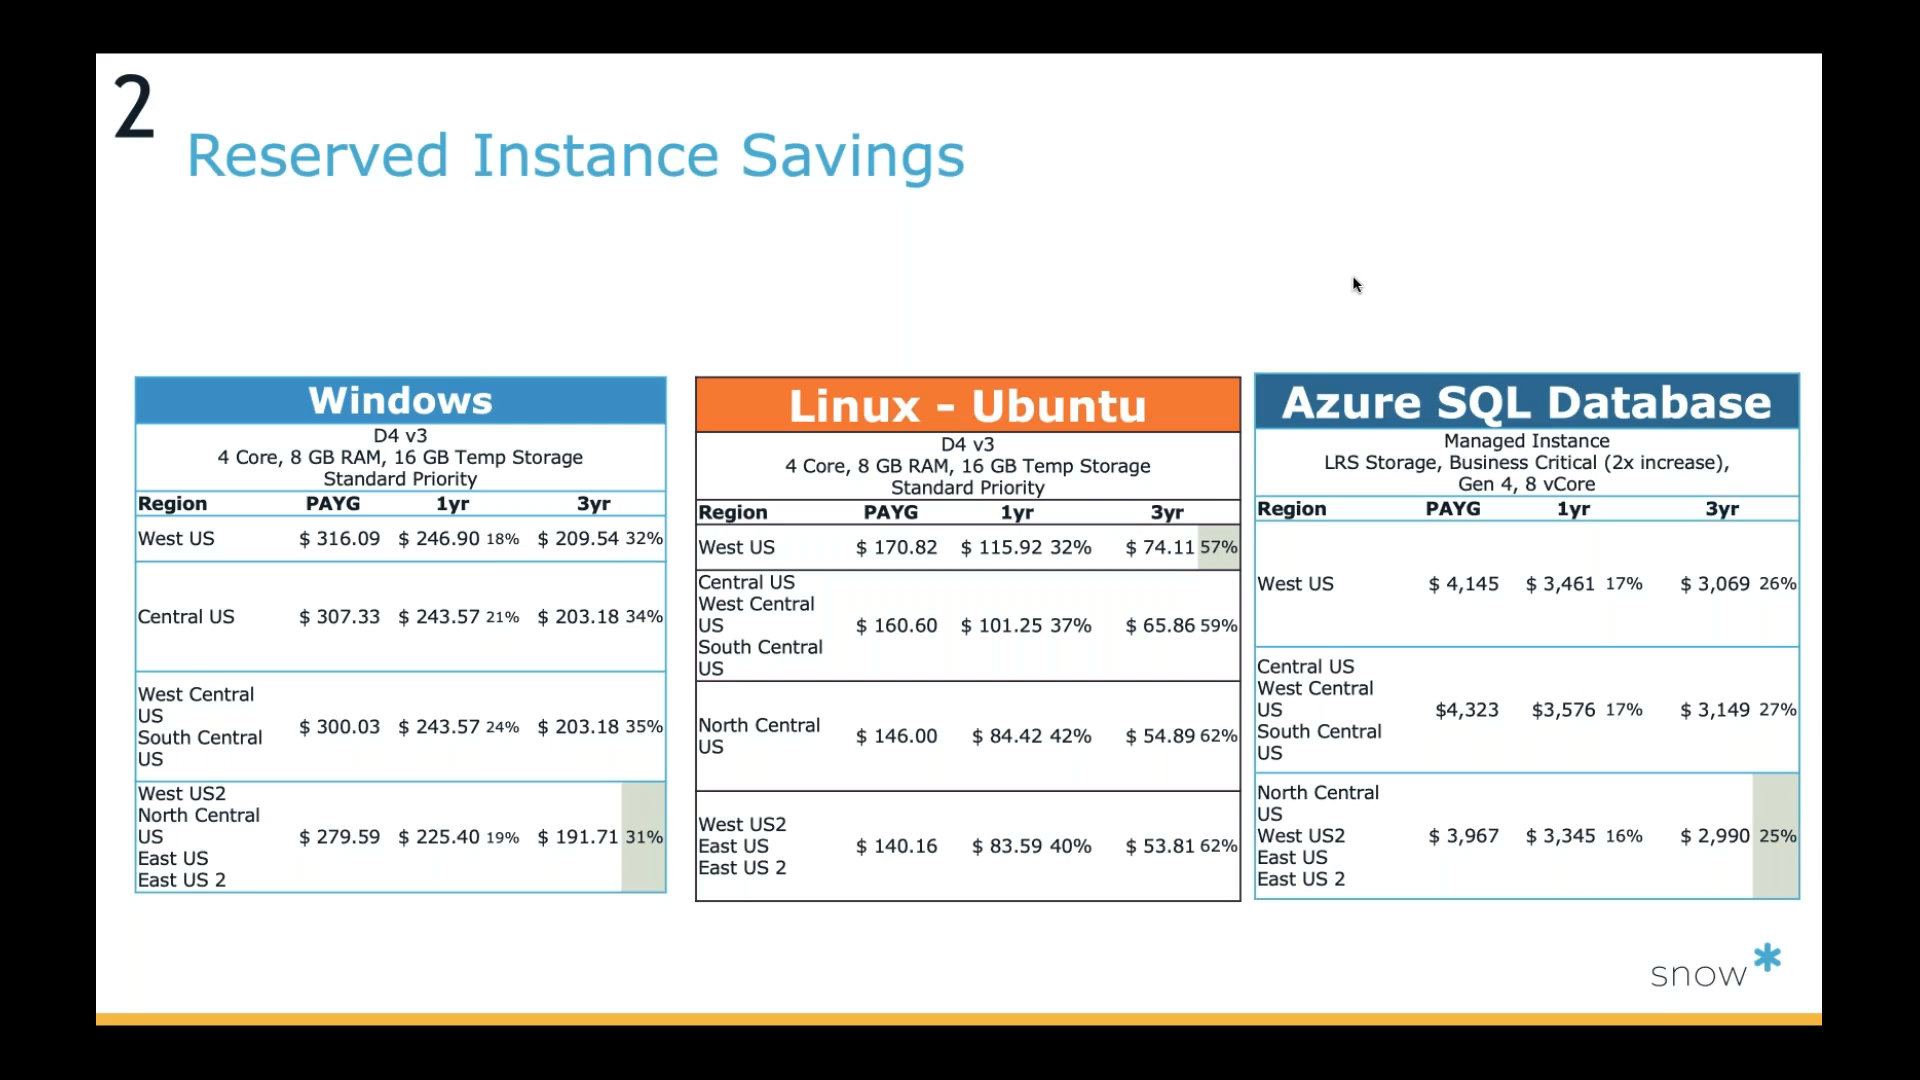 2
Reserved Instance Savings
Windows
D4 v3
4 Core, 8 GB RAM, 16 GB Temp Storage
Standard Priority
Region PAYG 1yr 3yr
West US $ 316.09 $ 246.90 18% $ 209.54 32%
Central US $ 307.33 $ 243.57 21% $ 203.18 34%
West Central
US
South Central
US
$ 300.03 $ 243.57 24% $ 203.18 35%
West US2
North Central
US
East US
East US 2
$ 279.59 $ 225.40 19% $ 191.71 31%
Linux - Ubuntu
D4 v3
4 Core, 8 GB RAM, 16 GB Temp Storage
Standard Priority
Region PAYG 1yr 3yr
West US $ 170.82 $ 115.92 32% $ 74.11 57%
Central US
West Central
US
South Central
US
$ 160.60 $ 101.25 37% $ 65.86 59%
North Central
US
$ 146.00 $ 84.42 42% $ 54.89 62%
West US2
East US
East US 2
$ 140.16 $ 83.59 40% $ 53.81 62%
Azure SQL Database
Managed Instance
LRS Storage, Business Critical (2x increase),
Gen 4, 8 vCore
Region PAYG 1yr 3yr
West US $ 4,145 $ 3,461 17% $ 3,069 26%
Central US
West Central
US
South Central
US
$4,323 $3,576 17% $ 3,149 27%
North Central
US
West US2
East US
East US 2
$ 3,967 $ 3,345 16% $ 2,990 25%
snow